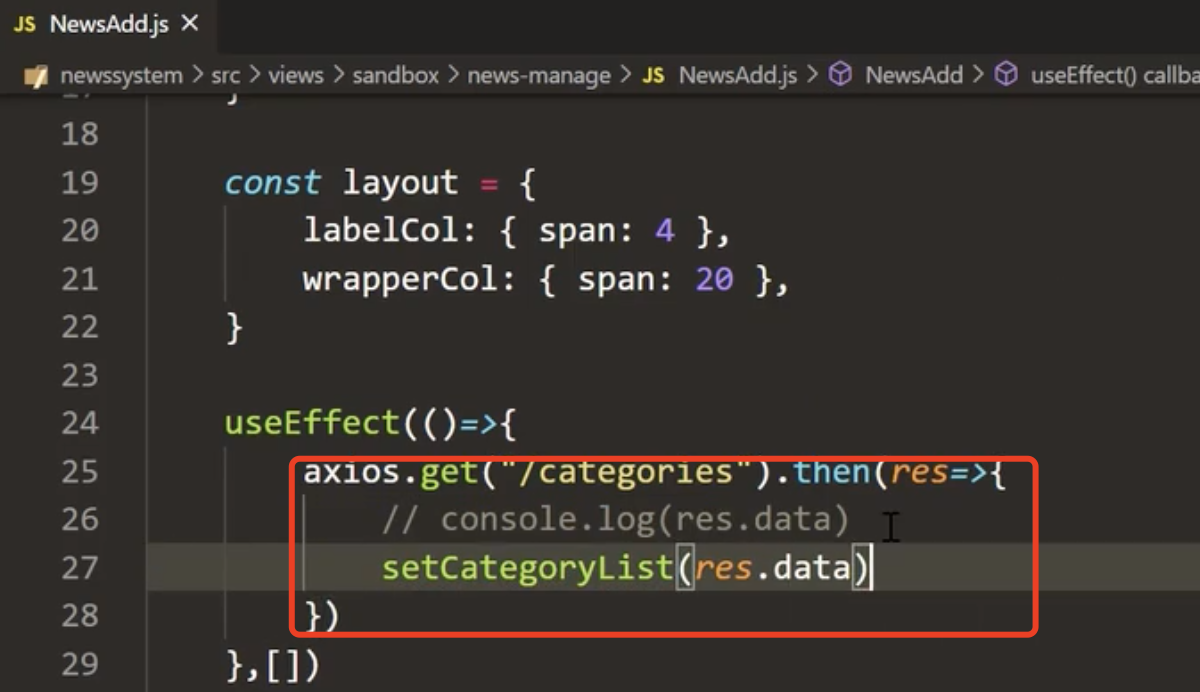 JS NewsAdd.js ×
newssystem > src > views > sandbox > news-manage > JS NewsAdd.js > NewsAdd > useEffect() callba
17 }
18
19 const layout = {
20 labelCol: { span: 4 },
21 wrapperCol: { span: 20 },
22 }
23
24 useEffect(()=>{
25 axios.get("/categories").then(res=>{
26 // console.log(res.data)
27 setCategoryList(res.data)
28 })
29 },[])